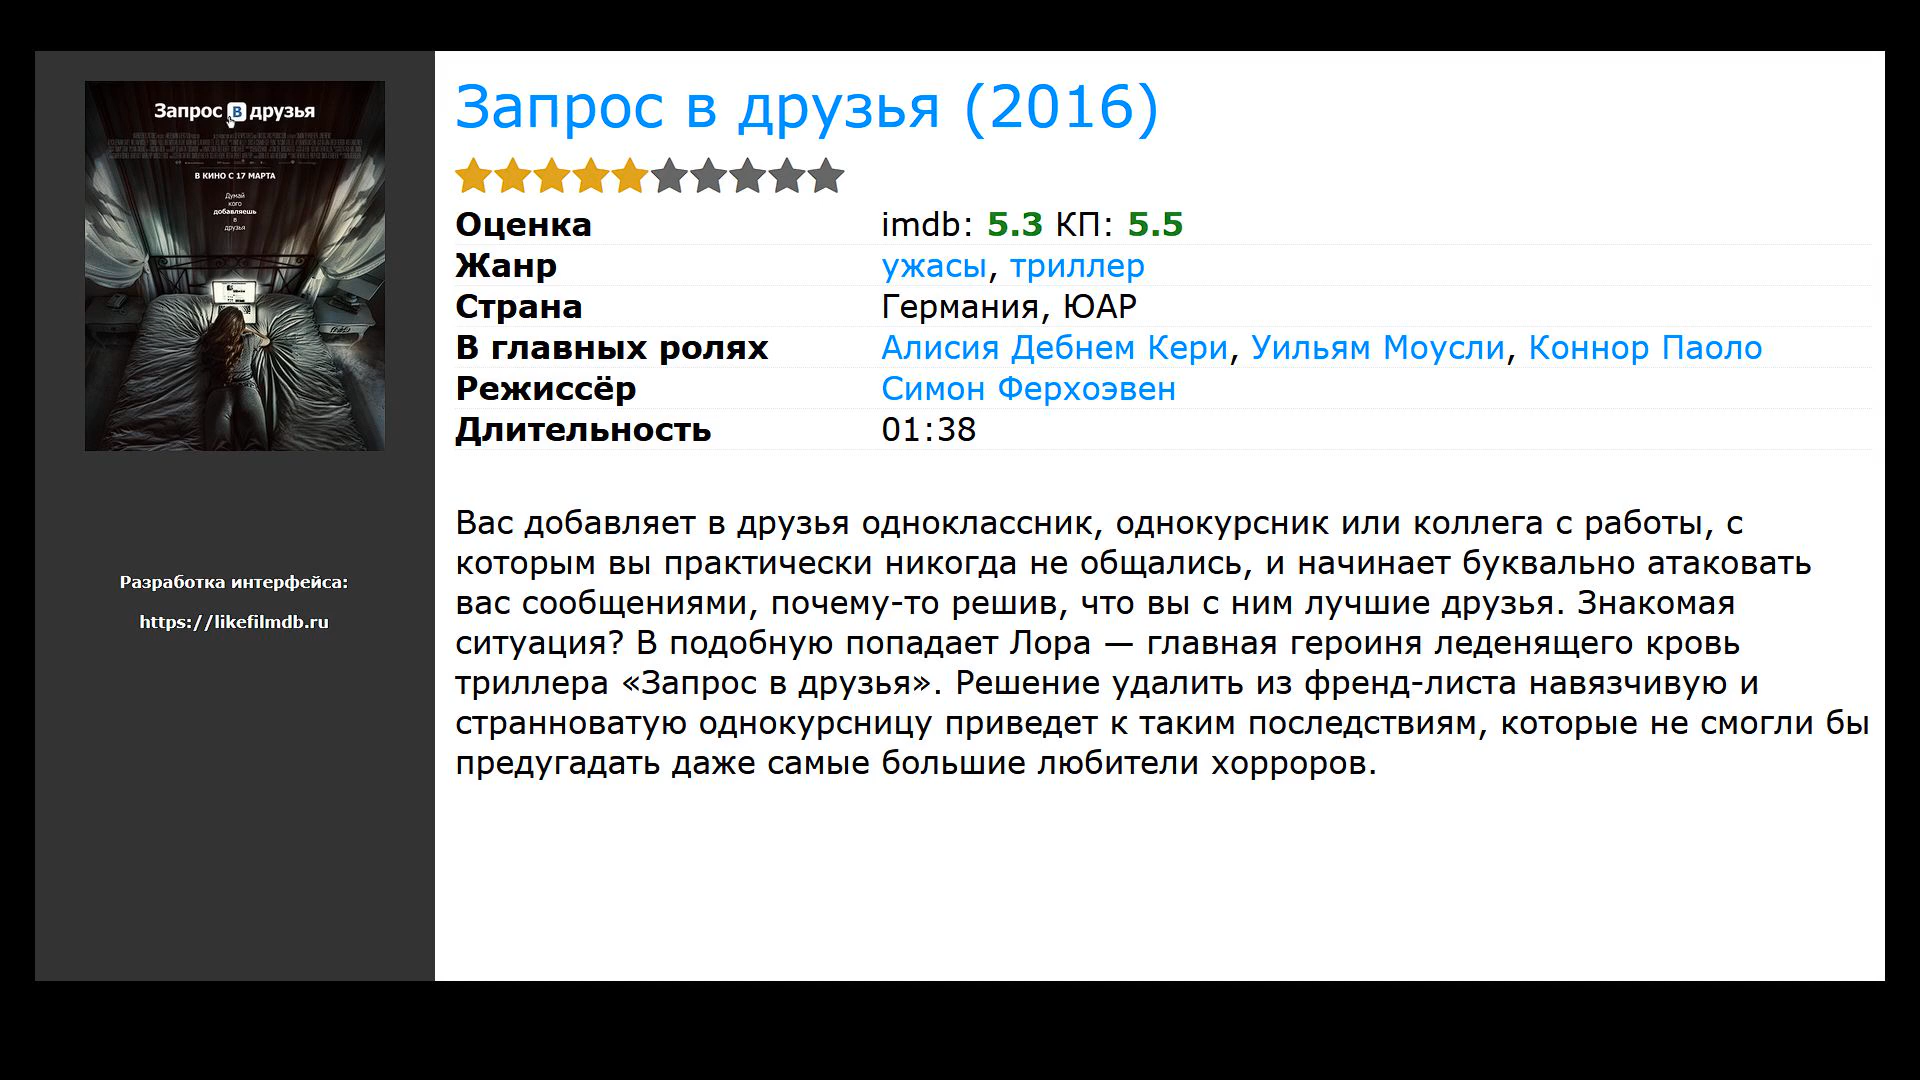 Запрос в друзья
В КИНО С 17 МАРТА
Думай
кого
добавляешь
в
друзья
Разработка интерфейса:
https://likefilmdb.ru
Запрос в друзья (2016)
Оценка imdb: 5.3 КП: 5.5
Жанр ужасы, триллер
Страна Германия, ЮАР
В главных ролях Алисия Дебнем Кери, Уильям Моусли, Коннор Паоло
Режиссёр Симон Ферхоэвен
Длительность 01:38
Вас добавляет в друзья одноклассник, однокурсник или коллега с работы, с
которым вы практически никогда не общались, и начинает буквально атаковать
вас сообщениями, почему-то решив, что вы с ним лучшие друзья. Знакомая
ситуация? В подобную попадает Лора — главная героиня леденящего кровь
триллера «Запрос в друзья». Решение удалить из френд-листа навязчивую и
странноватую однокурсницу приведет к таким последствиям, которые не смогли бы
предугадать даже самые большие любители хорроров.